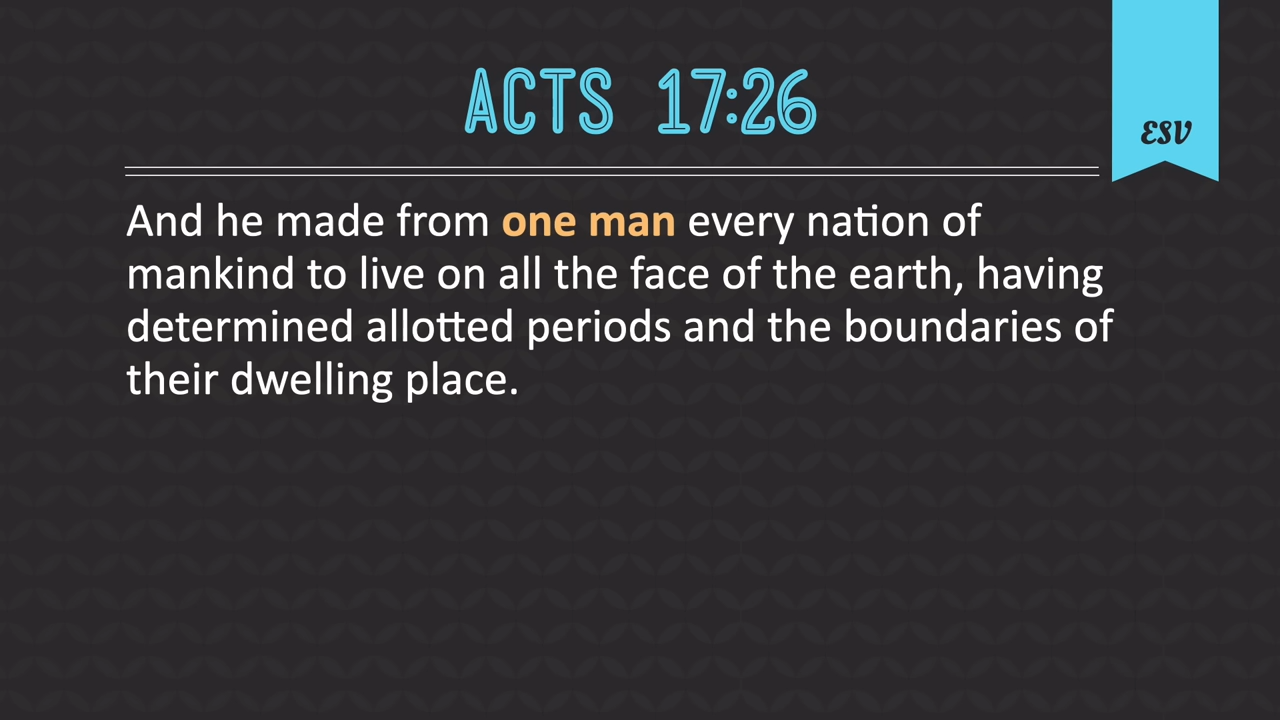 ACTS 17:26
ESV
And he made from one man every nation of
mankind to live on all the face of the earth, having
determined allotted periods and the boundaries of
their dwelling place.